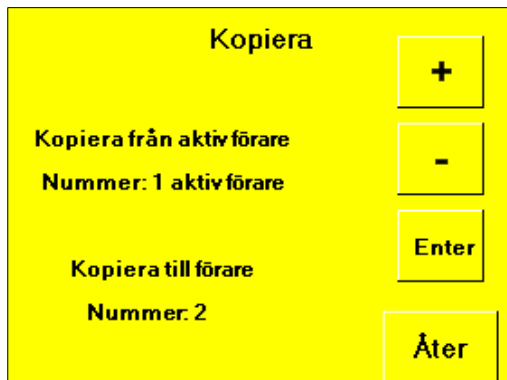 Kopiera
+
Kopiera från aktiv förare
-
Nummer: 1 aktiv förare
Enter
Kopiera till förare
Nummer: 2
Åter